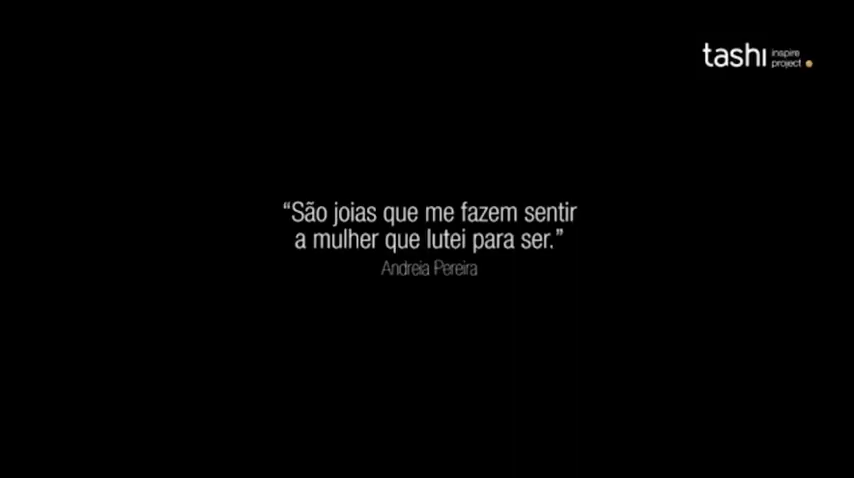 tashi inspire
project.
“São joias que me fazem sentir
a mulher que lutei para ser.”
Andreia Pereira